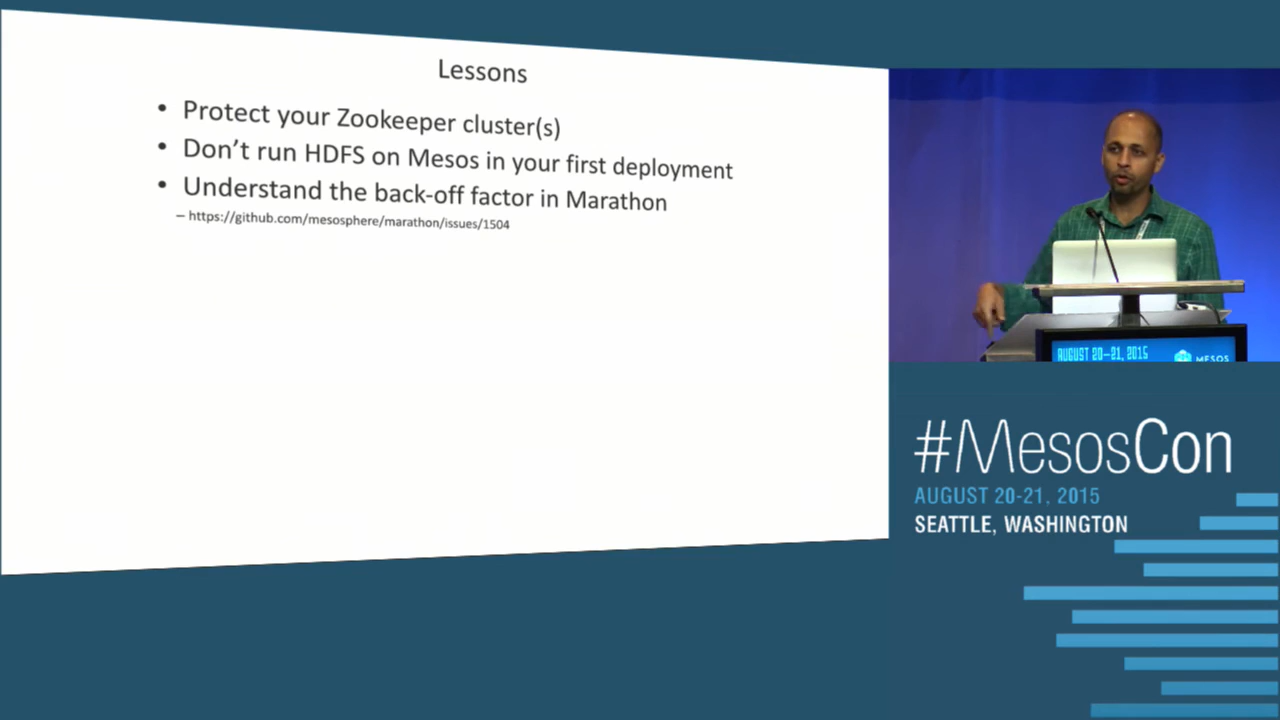 Lessons
• Protect your Zookeeper cluster(s)
• Don’t run HDFS on Mesos in your first deployment
• Understand the back-off factor in Marathon
– https://github.com/mesosphere/marathon/issues/1504
AUGUST 20–21, 2015
MESOS
#MesosCon
AUGUST 20-21, 2015
SEATTLE, WASHINGTON